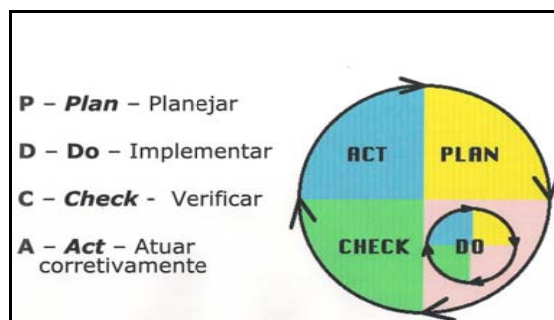 P – Plan – Planejar
D – Do – Implementar
C – Check - Verificar
A – Act – Atuar
corretivamente
ACT PLAN
CHECK DO